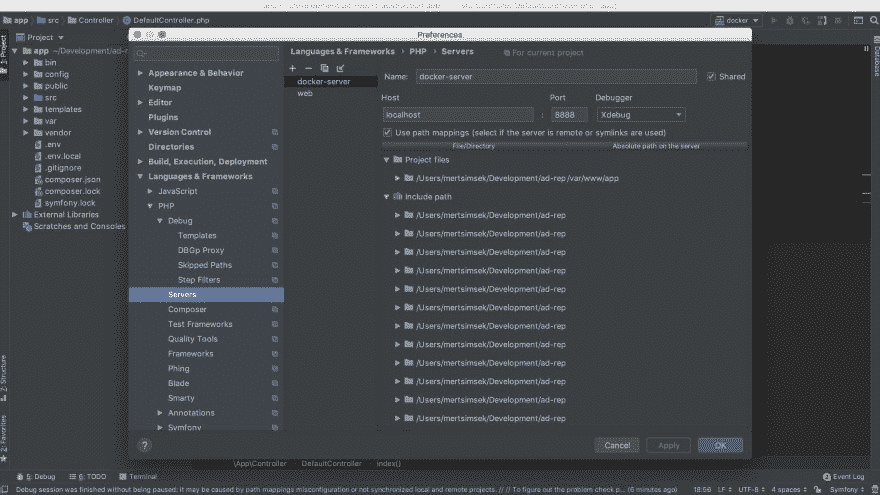 app
src
Controller
DefaultController.php
docker
Preferences
1: Project
Project
app ~/Development/ad-r
bin
config
public
src
templates
var
vendor
.env
.env.local
.gitignore
composer.json
composer.lock
symfony.lock
External Libraries
Scratches and Consoles
Appearance & Behavior
Keymap
Editor
Plugins
Version Control
Directories
Build, Execution, Deployment
Languages & Frameworks
JavaScript
PHP
Debug
Templates
DBGp Proxy
Skipped Paths
Step Filters
Servers
Composer
Test Frameworks
Quality Tools
Frameworks
Phing
Blade
Smarty
Annotations
Symfony
Languages & Frameworks › PHP › Servers
For current project
docker-server
web
Name: docker-server
Shared
Host Port Debugger
localhost : 8888 Xdebug
Use path mappings (select if the server is remote or symlinks are used)
File/Directory Absolute path on the server
Project files
/Users/mertsimsek/Development/ad-rep /var/www/app
Include path
/Users/mertsimsek/Development/ad-rep
/Users/mertsimsek/Development/ad-rep
/Users/mertsimsek/Development/ad-rep
/Users/mertsimsek/Development/ad-rep
/Users/mertsimsek/Development/ad-rep
/Users/mertsimsek/Development/ad-rep
/Users/mertsimsek/Development/ad-rep
/Users/mertsimsek/Development/ad-rep
/Users/mertsimsek/Development/ad-rep
/Users/mertsimsek/Development/ad-rep
/Users/mertsimsek/Development/ad-rep
/Users/mertsimsek/Development/ad-rep
?
Cancel Apply OK
Database
Z: Structure
2: Favorites
\App\Controller DefaultController index()
5: Debug 6: TODO Terminal Event Log
Debug session was finished without being paused: it may be caused by path mappings misconfiguration or not synchronized local and remote projects. // // To figure out the problem check p... (6 minutes ago) 18:56 LF UTF-8 4 spaces Symfony